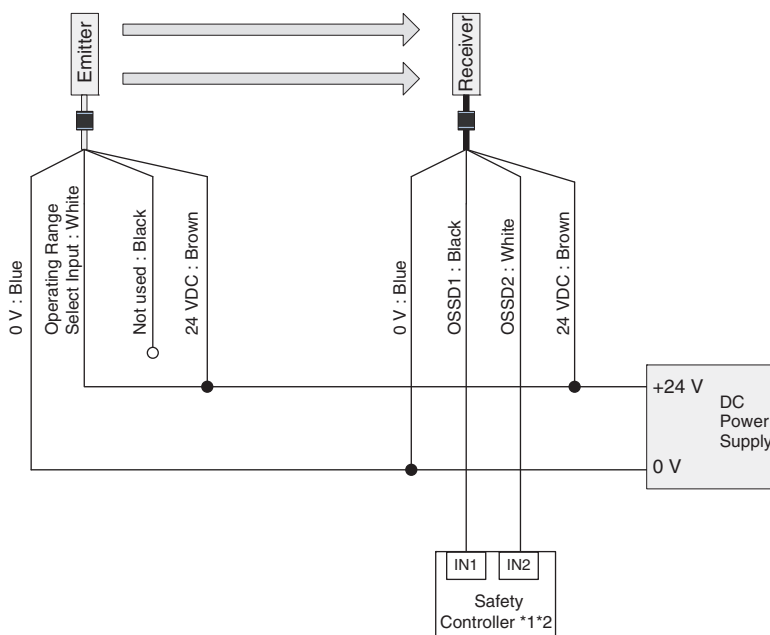 Emitter
Receiver
0 V : Blue
Operating Range
Select Input : White
Not used : Black
24 VDC : Brown
0 V : Blue
OSSD1 : Black
OSSD2 : White
24 VDC : Brown
+24 V
DC
Power
Supply
0 V
IN1
IN2
Safety
Controller *1*2